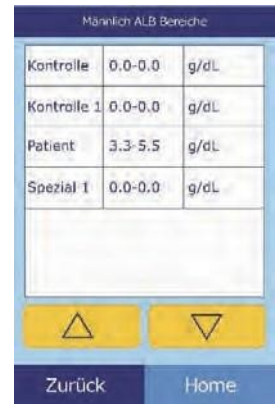 Männlich ALB Bereiche
Kontrolle 0.0-0.0 g/dL
Kontrolle 1 0.0-0.0 g/dL
Patient 3.3-5.5 g/dL
Spezial 1 0.0-0.0 g/dL
Zurück Home